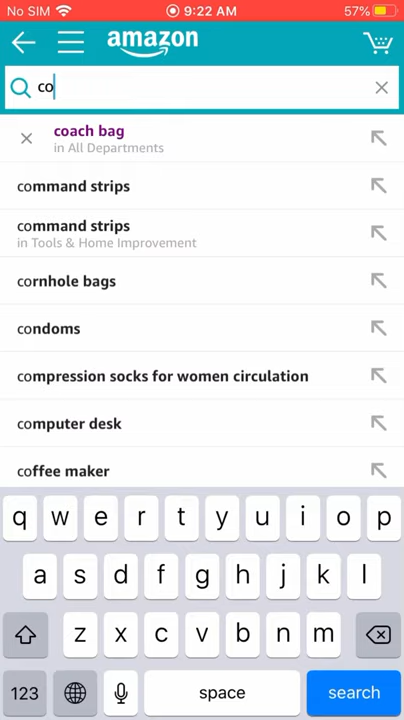 No SIM 9:22 AM 57%
amazon
co
coach bag
in All Departments
command strips
command strips
in Tools & Home Improvement
cornhole bags
condoms
compression socks for women circulation
computer desk
coffee maker
q w e r t y u i o p
a s d f g h j k l
z x c v b n m
123 space search